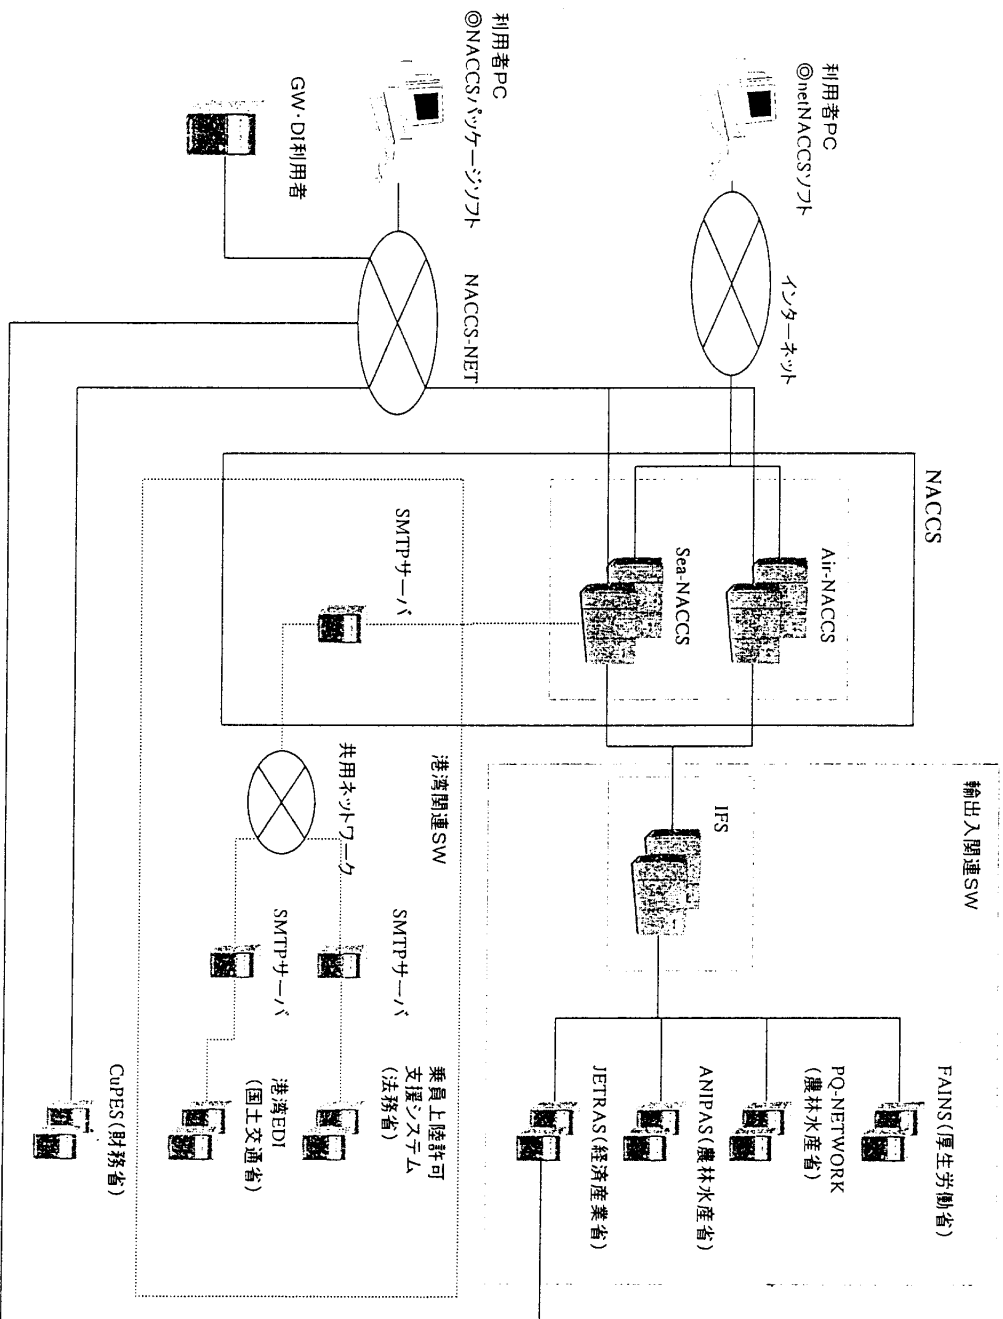 利用者PC
◎netNACCSソフト
インターネット
利用者PC
◎NACCSパッケージソフト
NACCS-NET
GW・DI利用者
NACCS
Air-NACCS
Sea-NACCS
SMTPサーバ
輸出入関連SW
IFS
FAINS(厚生労働省)
PQ-NETWORK
(農林水産省)
ANIPAS(農林水産省)
JETRAS(経済産業省)
港湾関連SW
共用ネットワーク
SMTPサーバ
SMTPサーバ
乗員上陸許可
支援システム
(法務省)
港湾EDI
(国土交通省)
CuPES(財務省)